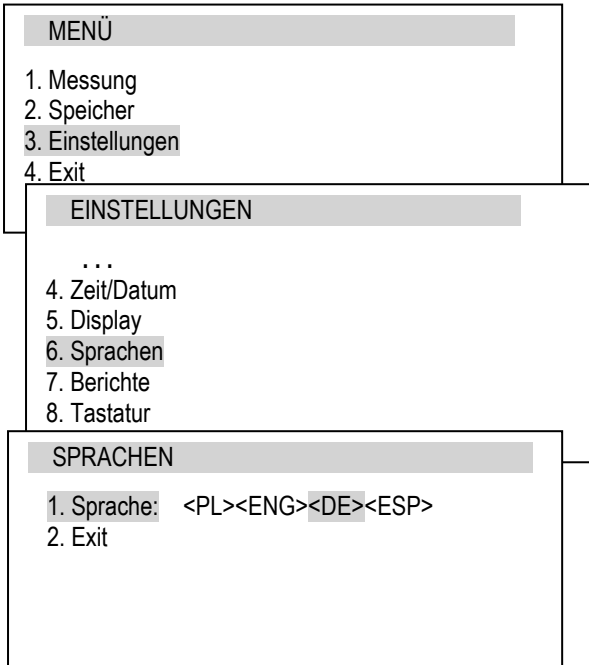 MENÜ
1. Messung
2. Speicher
3. Einstellungen
4. Exit
EINSTELLUNGEN
...
4. Zeit/Datum
5. Display
6. Sprachen
7. Berichte
8. Tastatur
SPRACHEN
1. Sprache: <PL><ENG><DE><ESP>
2. Exit